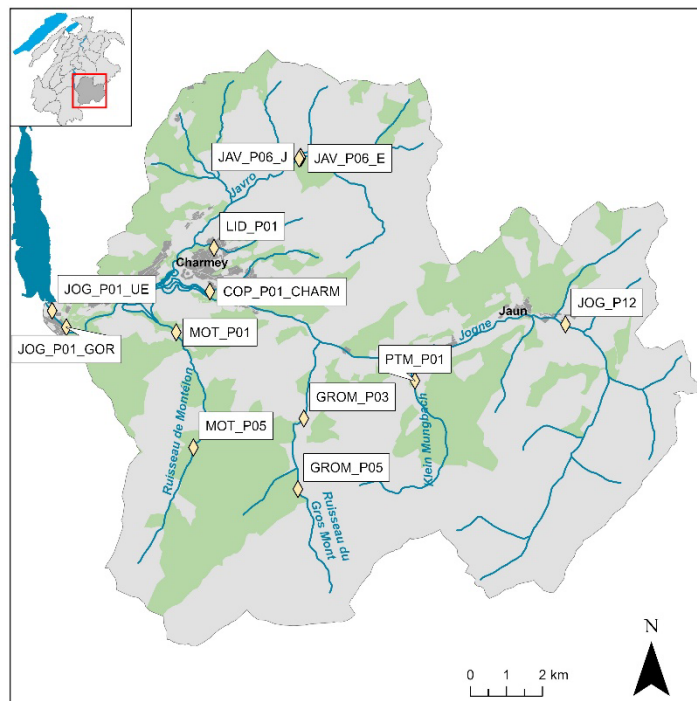 JAV_P06_J
JAV_P06_E
Javro
LID_P01
Charmey
JOG_P01_UE
COP_P01_CHARM
Jaun
JOG_P12
Jogne
JOG_P01_GOR
MOT_P01
PTM_P01
GROM_P03
Ruisseau de Montélon
MOT_P05
Klein Mungbach
GROM_P05
Ruisseau du
Gros Mont
N
0 1 2 km